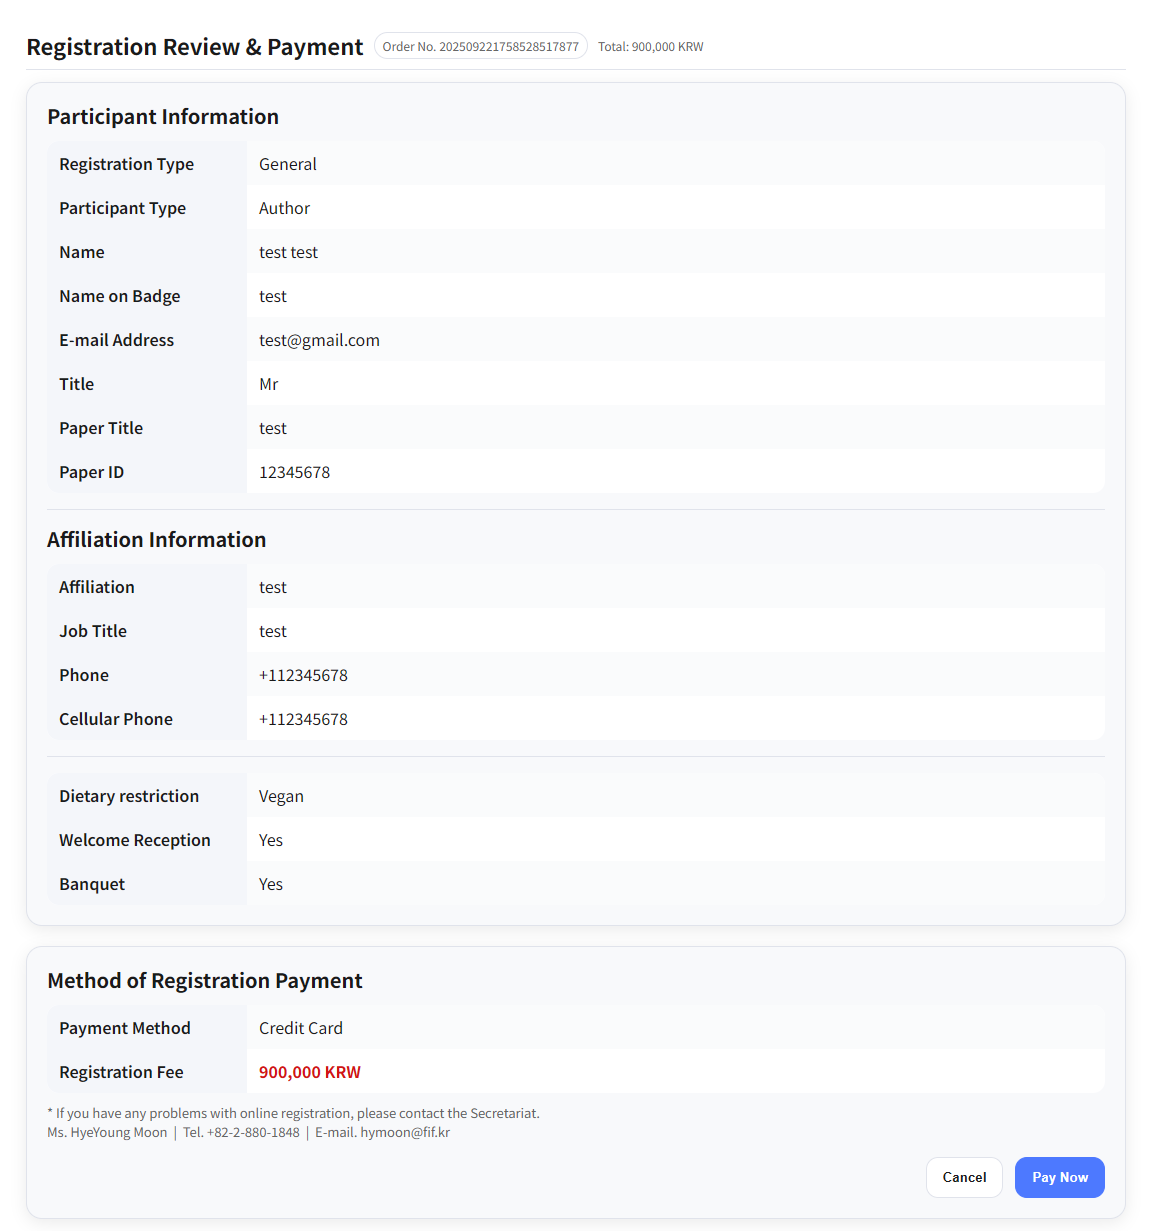 Registration Review & Payment Order No. 202509221758528517877 Total: 900,000 KRW
Participant Information
Registration Type General
Participant Type Author
Name test test
Name on Badge test
E-mail Address test@gmail.com
Title Mr
Paper Title test
Paper ID 12345678
Affiliation Information
Affiliation test
Job Title test
Phone +112345678
Cellular Phone +112345678
Dietary restriction Vegan
Welcome Reception Yes
Banquet Yes
Method of Registration Payment
Payment Method Credit Card
Registration Fee 900,000 KRW
* If you have any problems with online registration, please contact the Secretariat.
Ms. HyeYoung Moon | Tel. +82-2-880-1848 | E-mail. hymoon@fif.kr
Cancel Pay Now